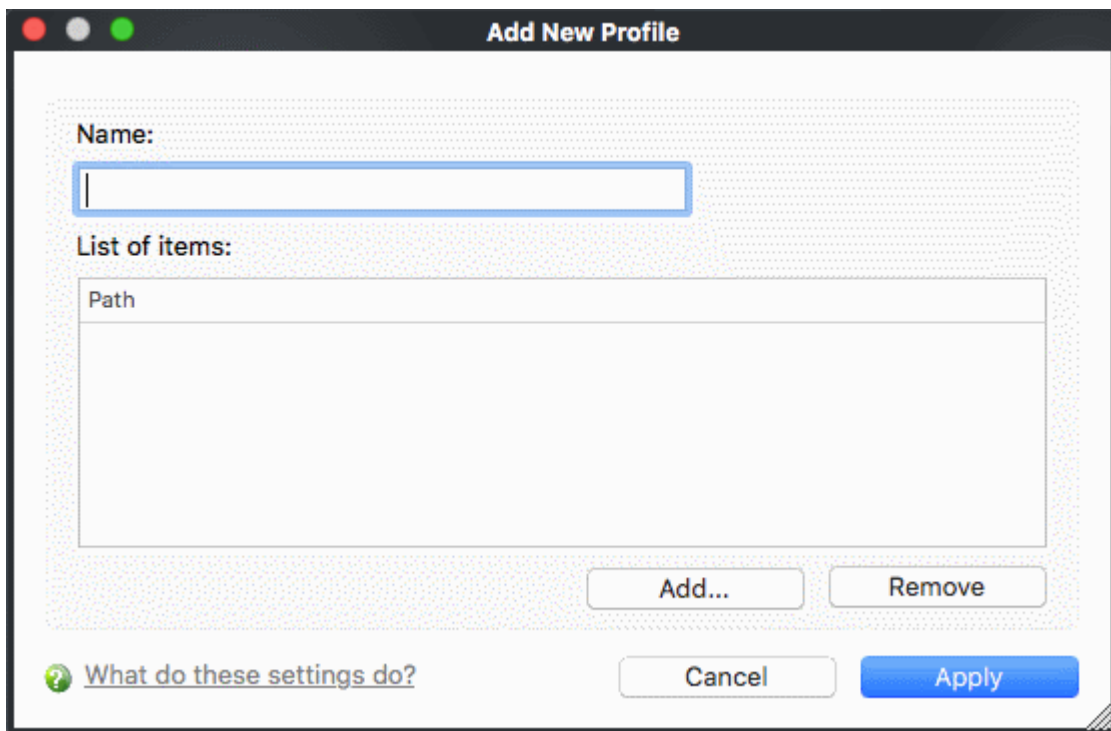 Add New Profile
Name:
List of items:
Path
Add...
Remove
What do these settings do?
Cancel
Apply